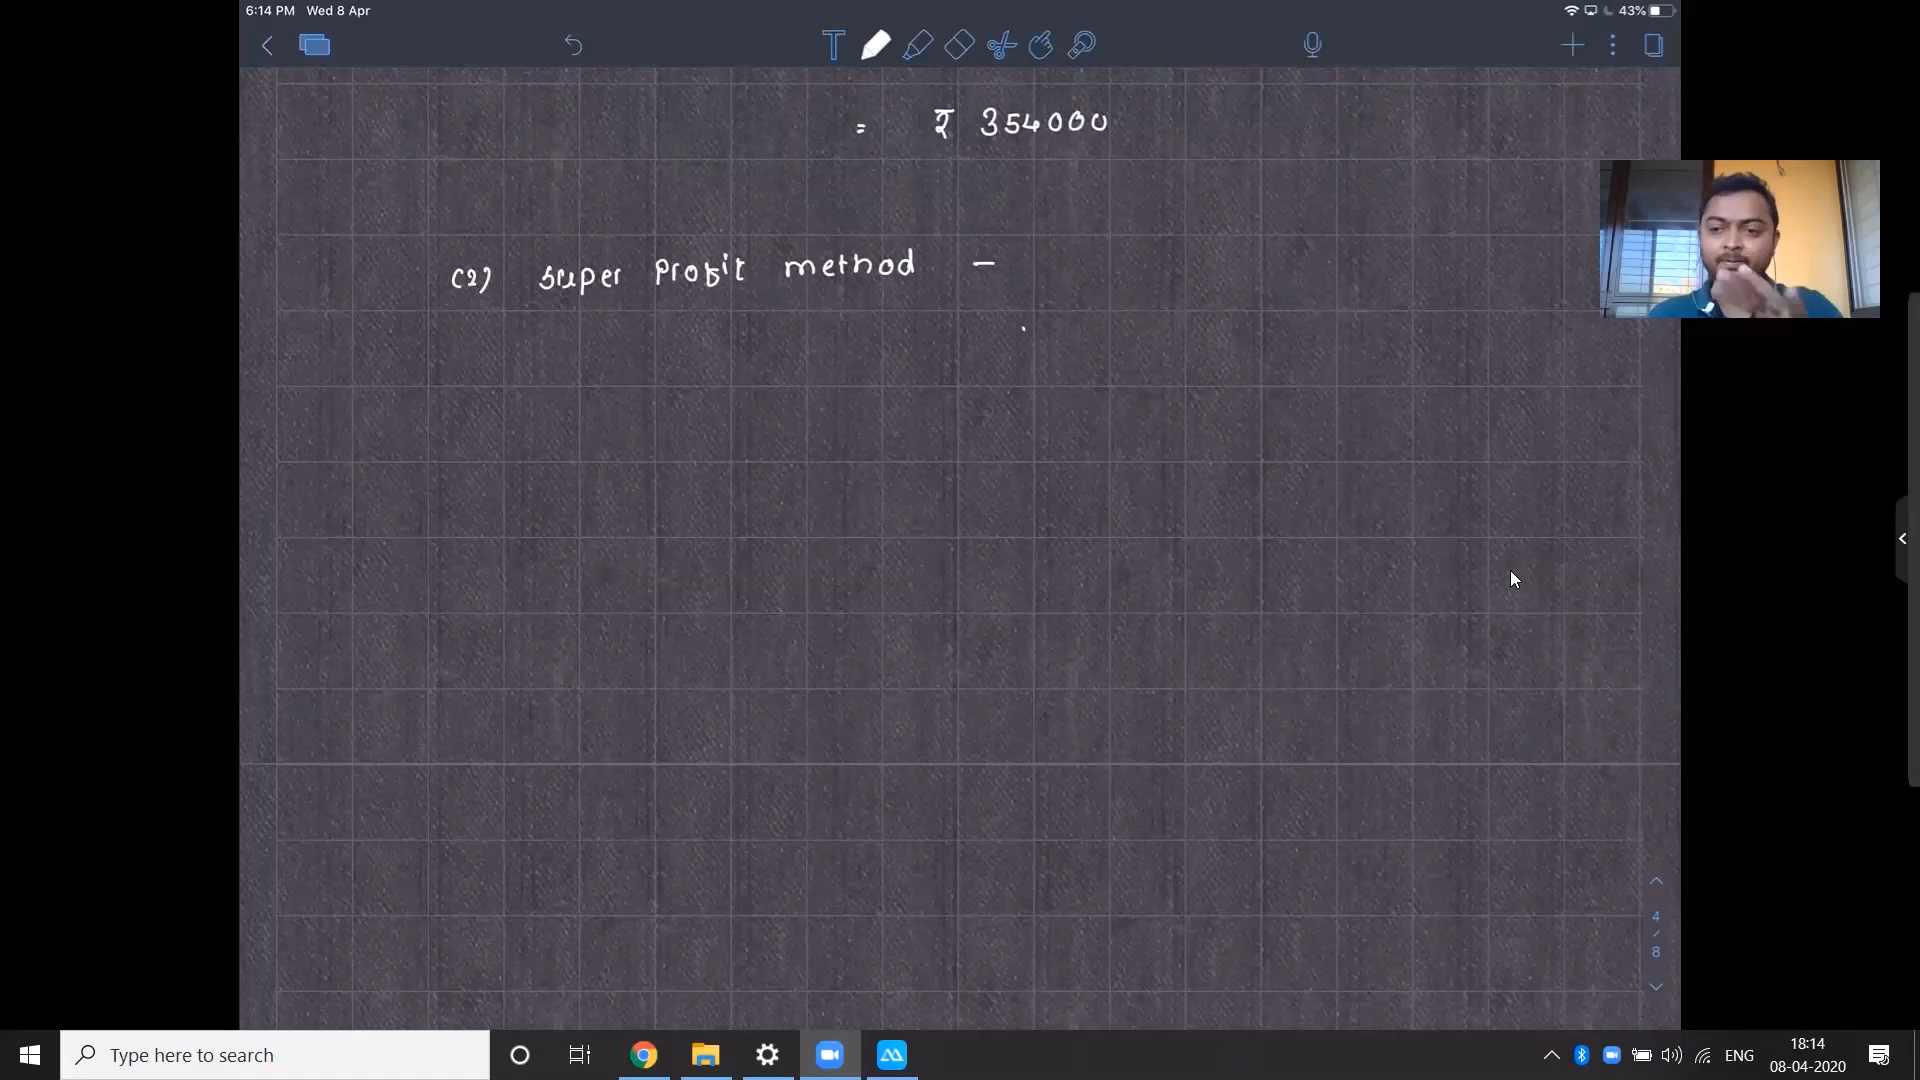 6:14 PM Wed 8 Apr
43%
T
= ₹ 354000
(2) super profit method –
4
/
8
Type here to search
ENG
18:14
08-04-2020